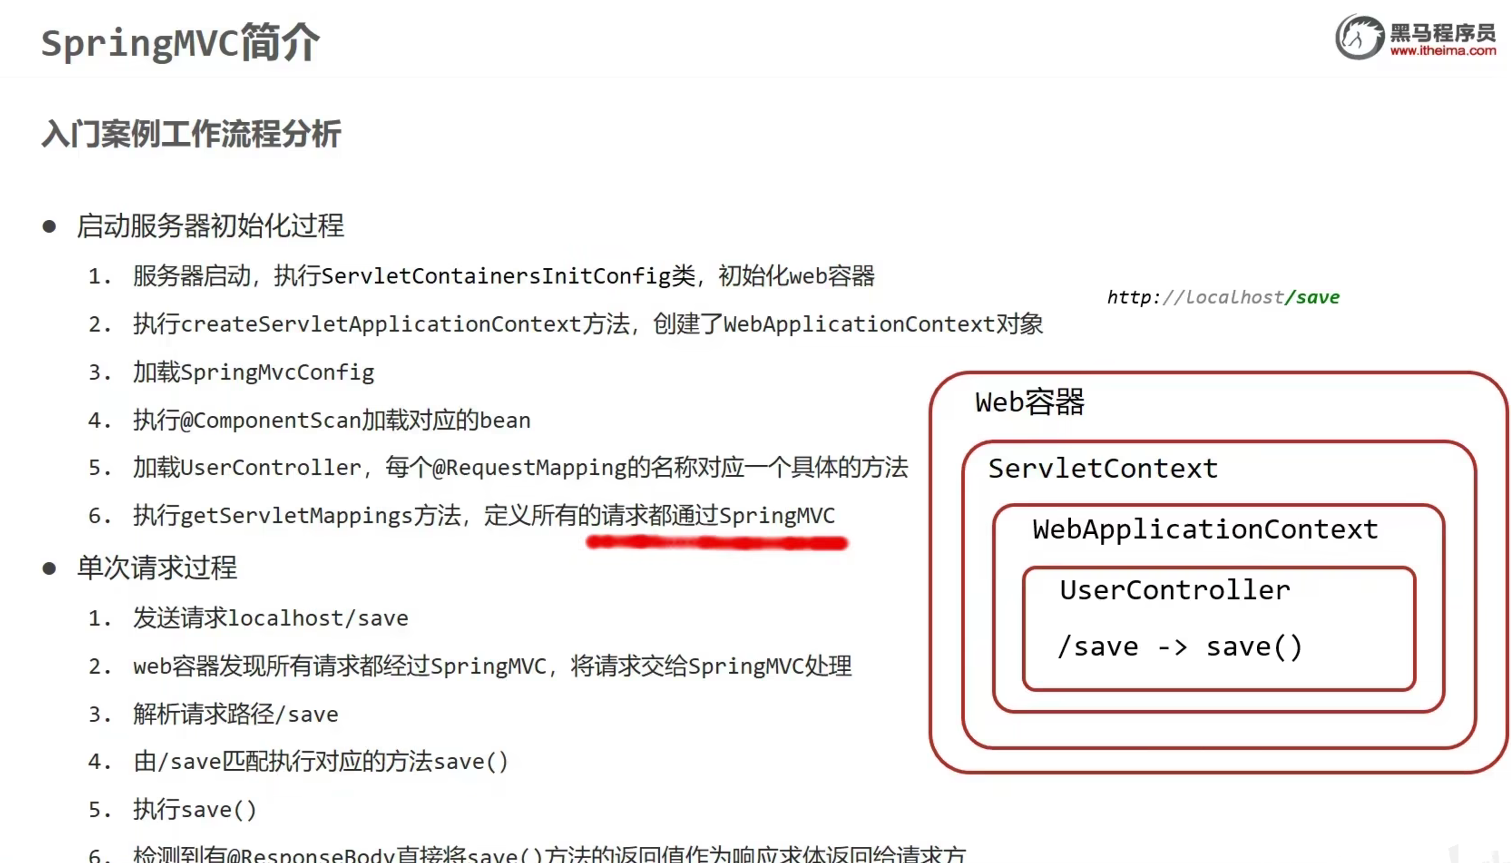 SpringMVC简介
黑马程序员
www.itheima.com
入门案例工作流程分析
● 启动服务器初始化过程
1. 服务器启动，执行ServletContainersInitConfig类，初始化web容器
2. 执行createServletApplicationContext方法，创建了WebApplicationContext对象
3. 加载SpringMvcConfig
4. 执行@ComponentScan加载对应的bean
5. 加载UserController，每个@RequestMapping的名称对应一个具体的方法
6. 执行getServletMappings方法，定义所有的请求都通过SpringMVC
● 单次请求过程
1. 发送请求localhost/save
2. web容器发现所有请求都经过SpringMVC，将请求交给SpringMVC处理
3. 解析请求路径/save
4. 由/save匹配执行对应的方法save()
5. 执行save()
6. 检测到有@ResponseBody直接将save()方法的返回值作为响应求体返回给请求方
http://localhost/save
Web容器
ServletContext
WebApplicationContext
UserController
/save -> save()